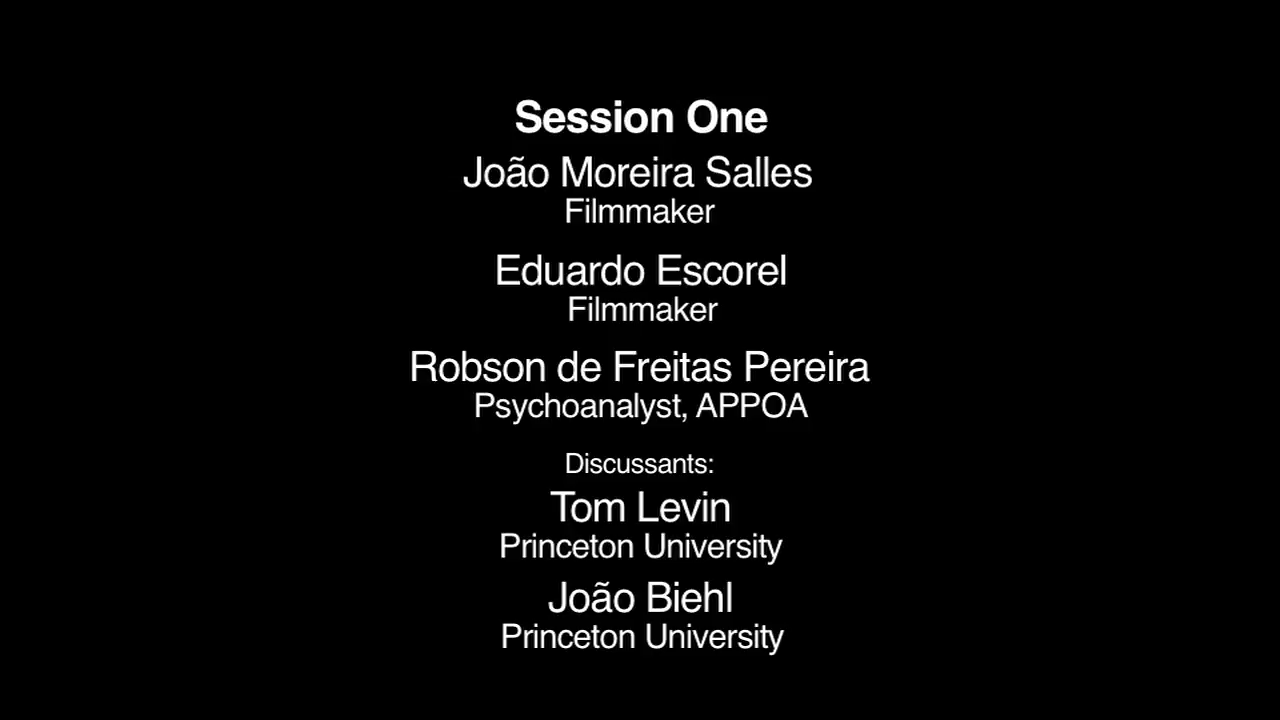 Session One
João Moreira Salles
Filmmaker
Eduardo Escorel
Filmmaker
Robson de Freitas Pereira
Psychoanalyst, APPOA
Discussants:
Tom Levin
Princeton University
João Biehl
Princeton University